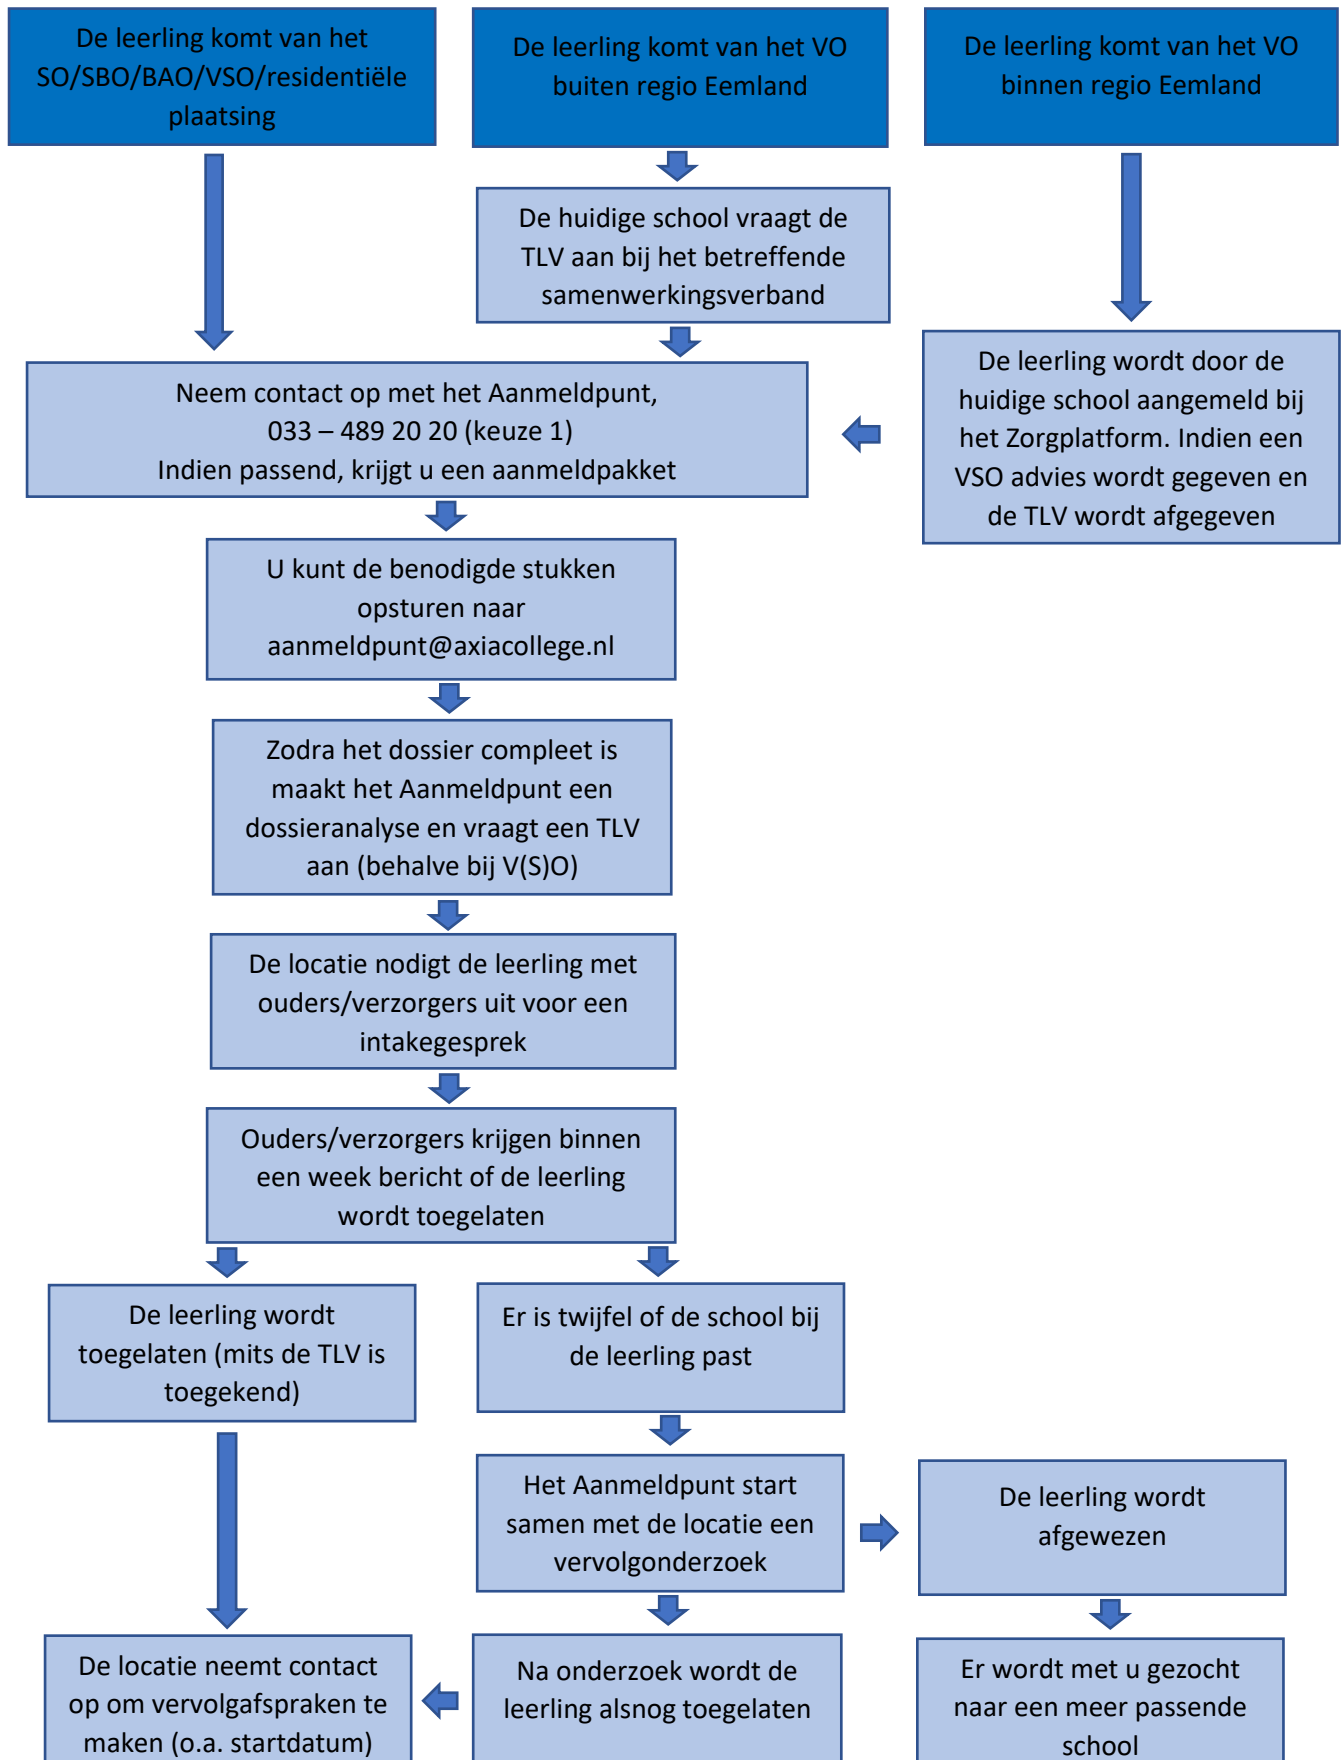 De leerling komt van het
SO/SBO/BAO/VSO/residentiële
plaatsing
De leerling komt van het VO
buiten regio Eemland
De leerling komt van het VO
binnen regio Eemland
De huidige school vraagt de
TLV aan bij het betreffende
samenwerkingsverband
Neem contact op met het Aanmeldpunt,
033 – 489 20 20 (keuze 1)
Indien passend, krijgt u een aanmeldpakket
De leerling wordt door de
huidige school aangemeld bij
het Zorgplatform. Indien een
VSO advies wordt gegeven en
de TLV wordt afgegeven
U kunt de benodigde stukken
opsturen naar
aanmeldpunt@axiacollege.nl
Zodra het dossier compleet is
maakt het Aanmeldpunt een
dossieranalyse en vraagt een TLV
aan (behalve bij V(S)O)
De locatie nodigt de leerling met
ouders/verzorgers uit voor een
intakegesprek
Ouders/verzorgers krijgen binnen
een week bericht of de leerling
wordt toegelaten
De leerling wordt
toegelaten (mits de TLV is
toegekend)
Er is twijfel of de school bij
de leerling past
Het Aanmeldpunt start
samen met de locatie een
vervolgonderzoek
De leerling wordt
afgewezen
De locatie neemt contact
op om vervolgafspraken te
maken (o.a. startdatum)
Na onderzoek wordt de
leerling alsnog toegelaten
Er wordt met u gezocht
naar een meer passende
school